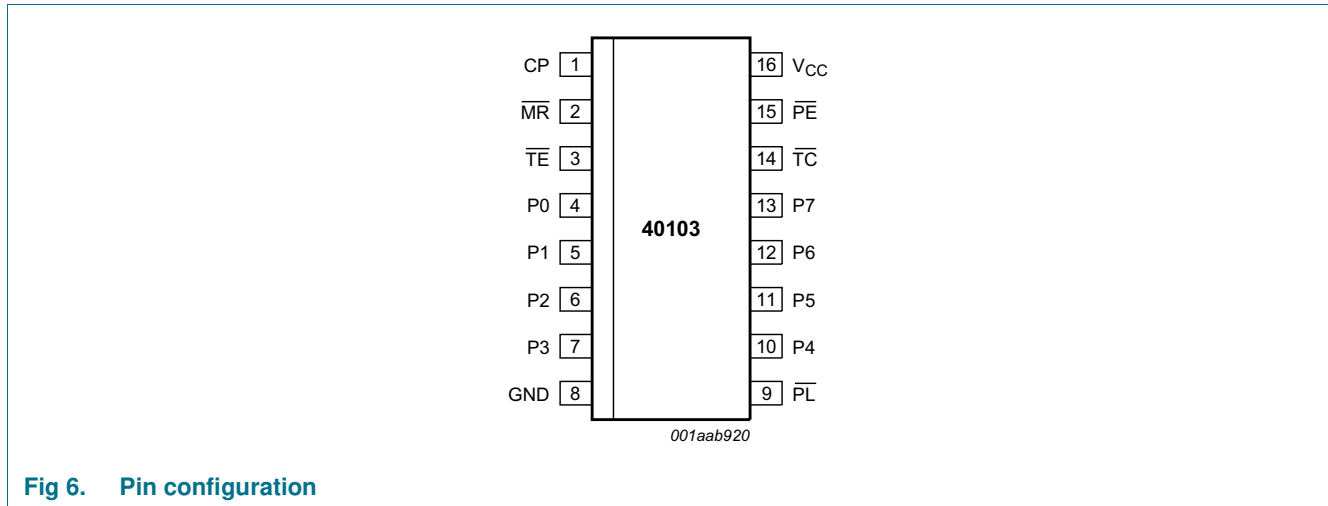 CP 1 16 VCC
MR 2 15 PE
TE 3 14 TC
P0 4 13 P7
40103
P1 5 12 P6
P2 6 11 P5
P3 7 10 P4
GND 8 9 PL
001aab920
Fig 6. Pin configuration